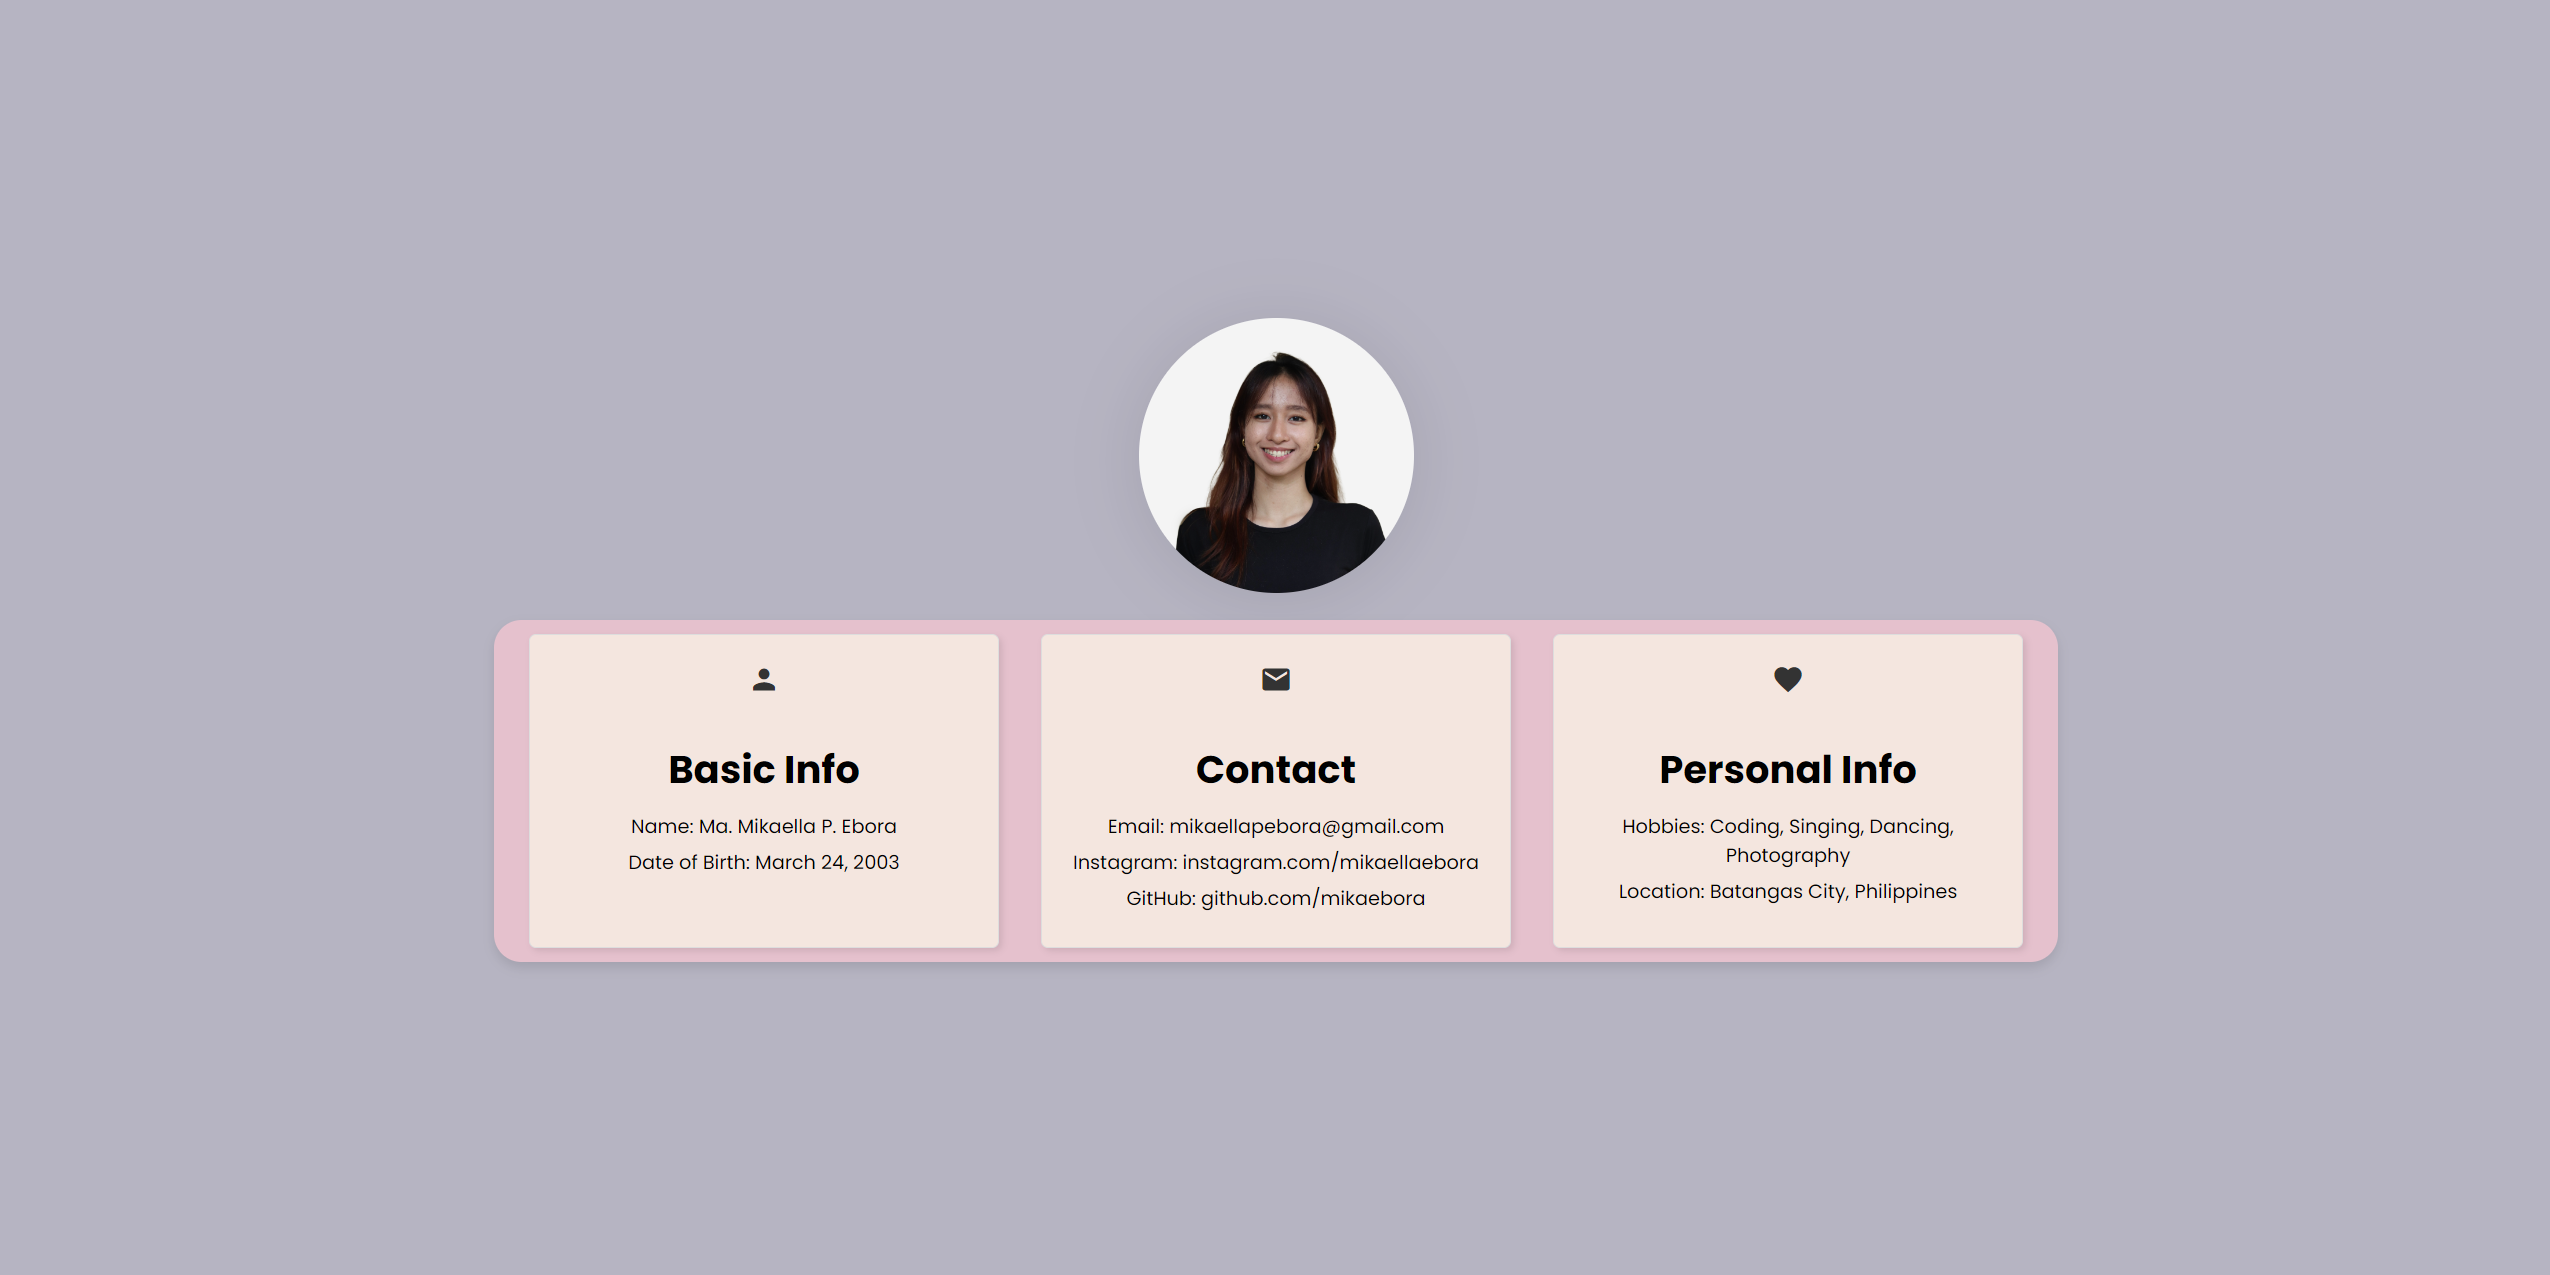 Basic Info
Name: Ma. Mikaella P. Ebora
Date of Birth: March 24, 2003
Contact
Email: mikaellapebora@gmail.com
Instagram: instagram.com/mikaellaebora
GitHub: github.com/mikaebora
Personal Info
Hobbies: Coding, Singing, Dancing,
Photography
Location: Batangas City, Philippines